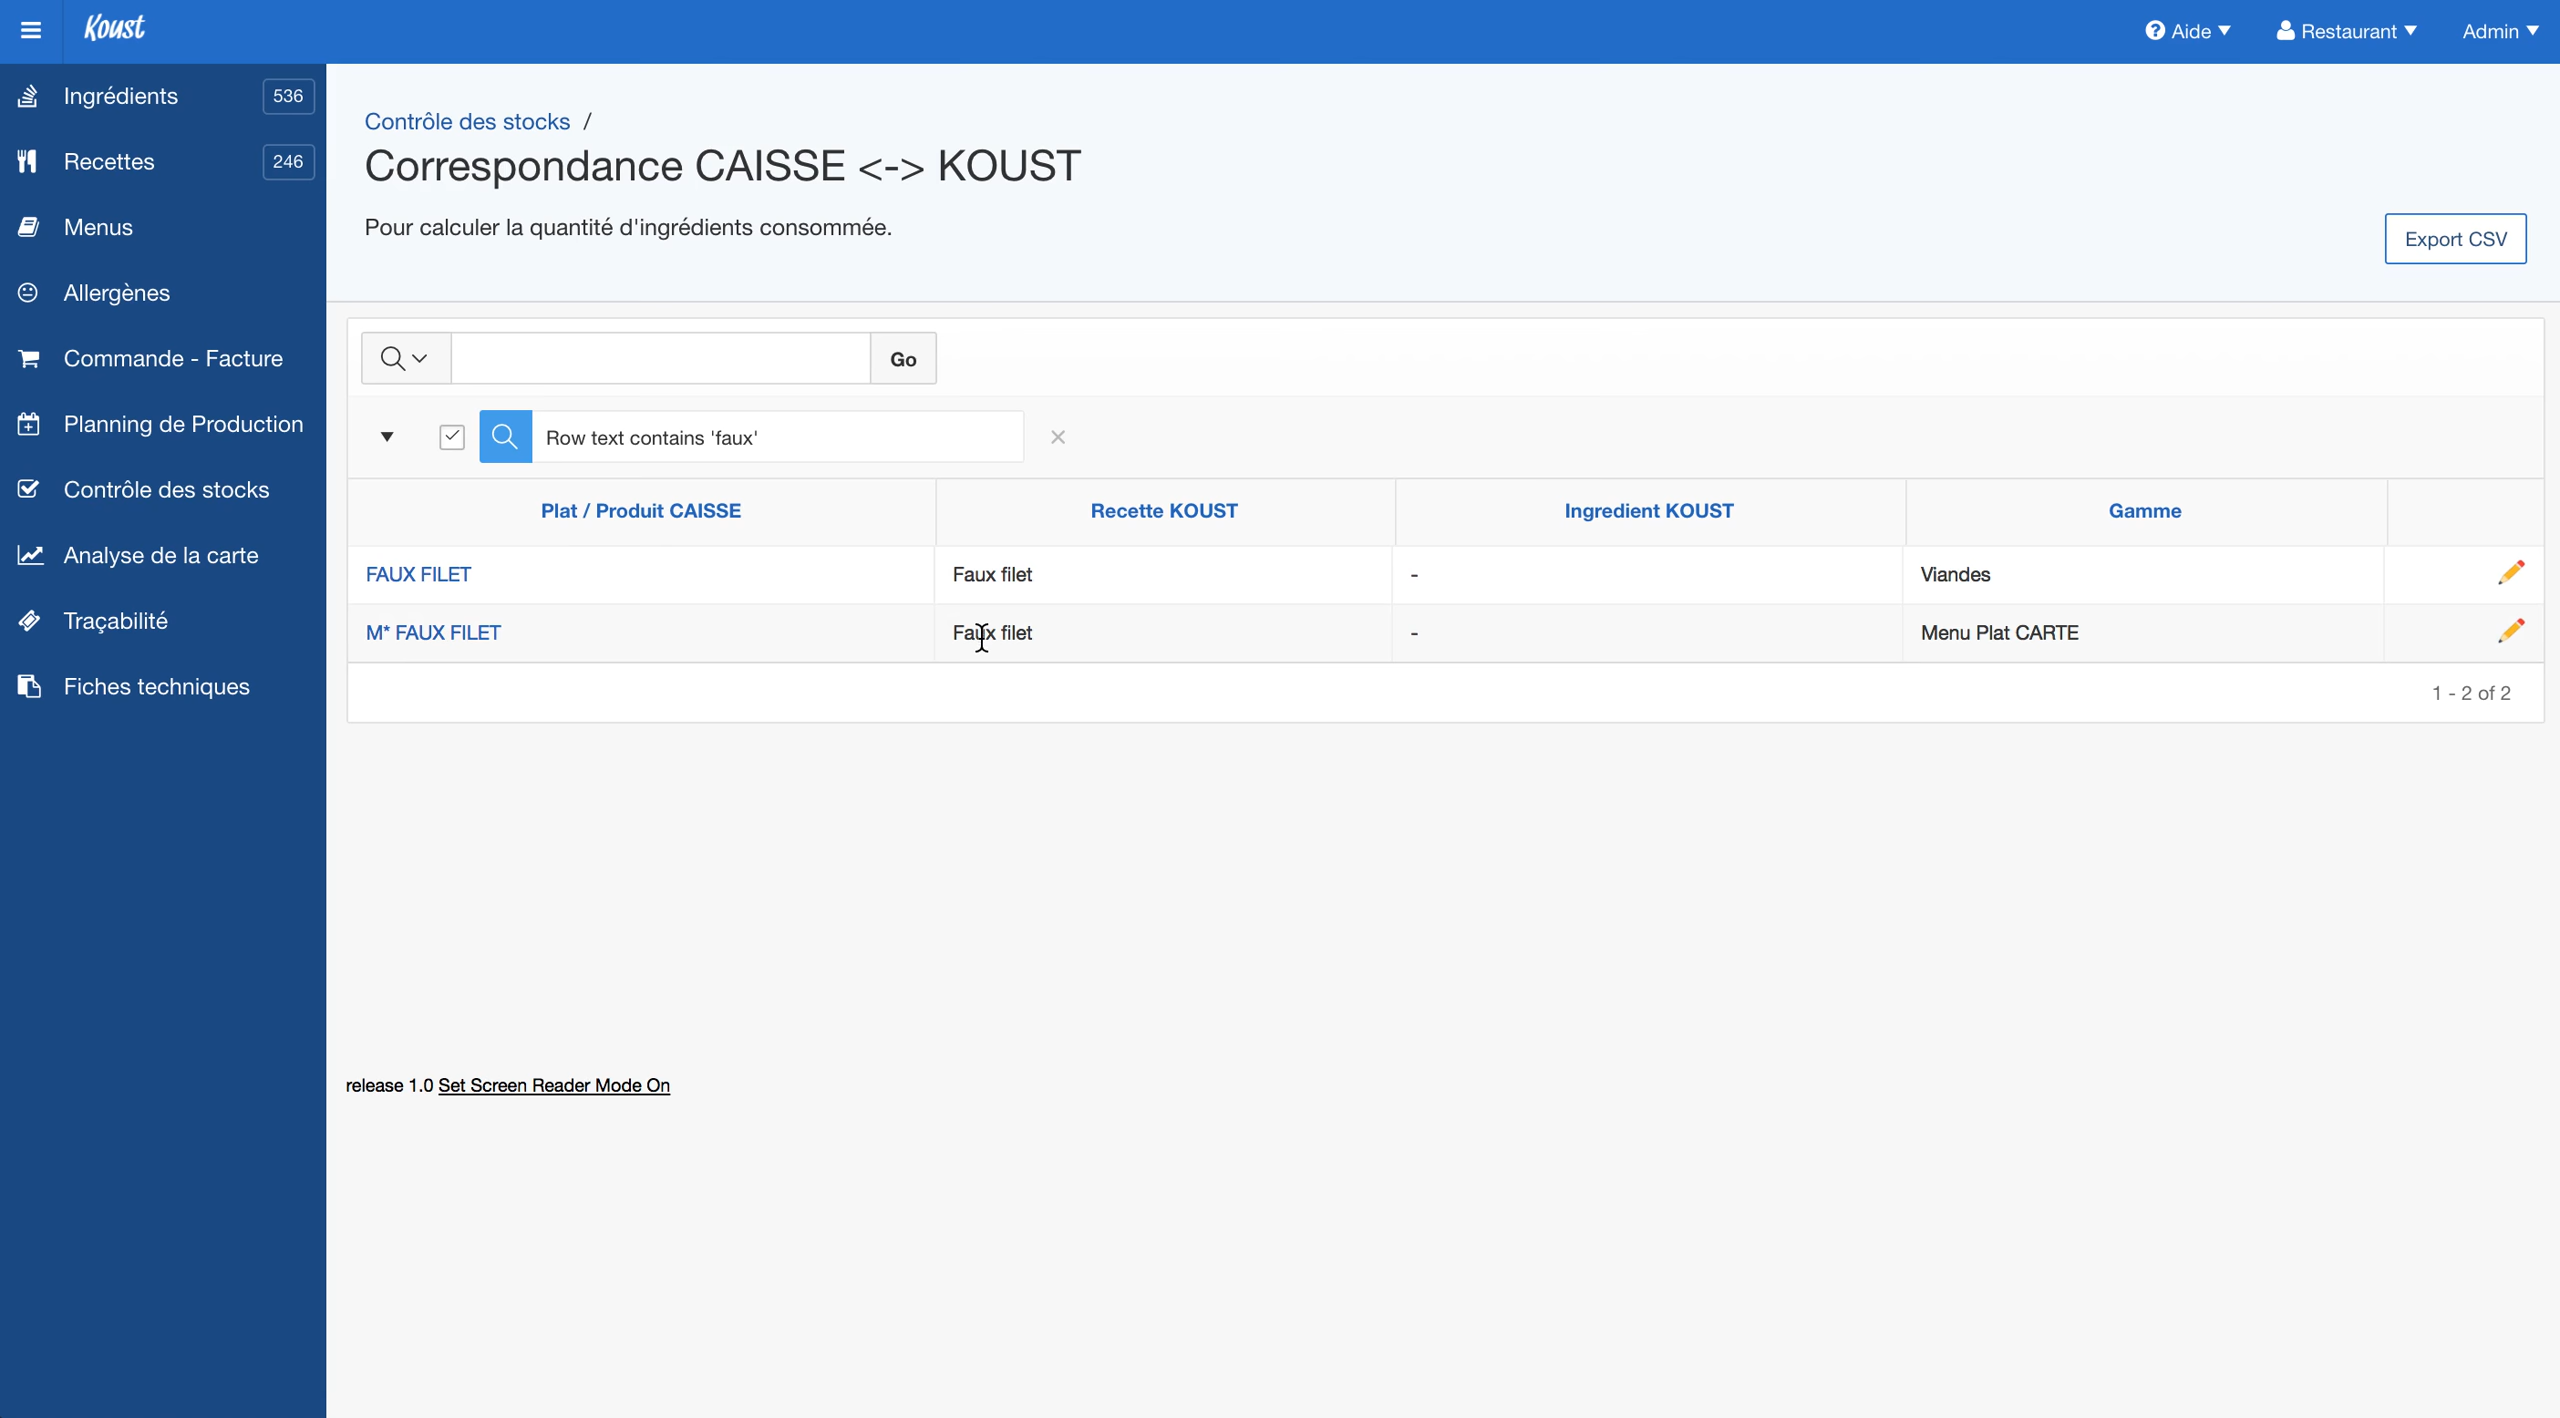 Koust
Aide
Restaurant
Admin
Ingrédients 536
Recettes 246
Menus
Allergènes
Commande - Facture
Planning de Production
Contrôle des stocks
Analyse de la carte
Traçabilité
Fiches techniques
Contrôle des stocks /
Correspondance CAISSE <-> KOUST
Pour calculer la quantité d'ingrédients consommée.
Export CSV
Go
Row text contains 'faux'
Plat / Produit CAISSE Recette KOUST Ingredient KOUST Gamme
FAUX FILET Faux filet - Viandes
M* FAUX FILET Faux filet - Menu Plat CARTE
1 - 2 of 2
release 1.0 Set Screen Reader Mode On